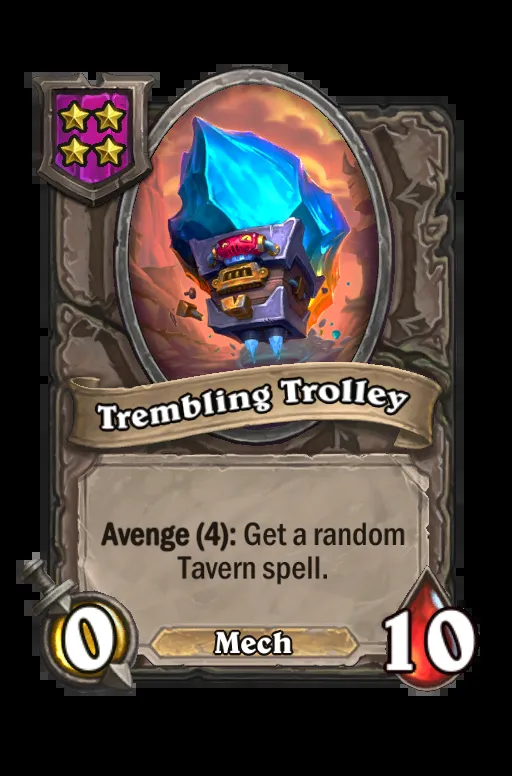 Trembling Trolley
Avenge (4): Get a random
Tavern spell.
0
Mech
10